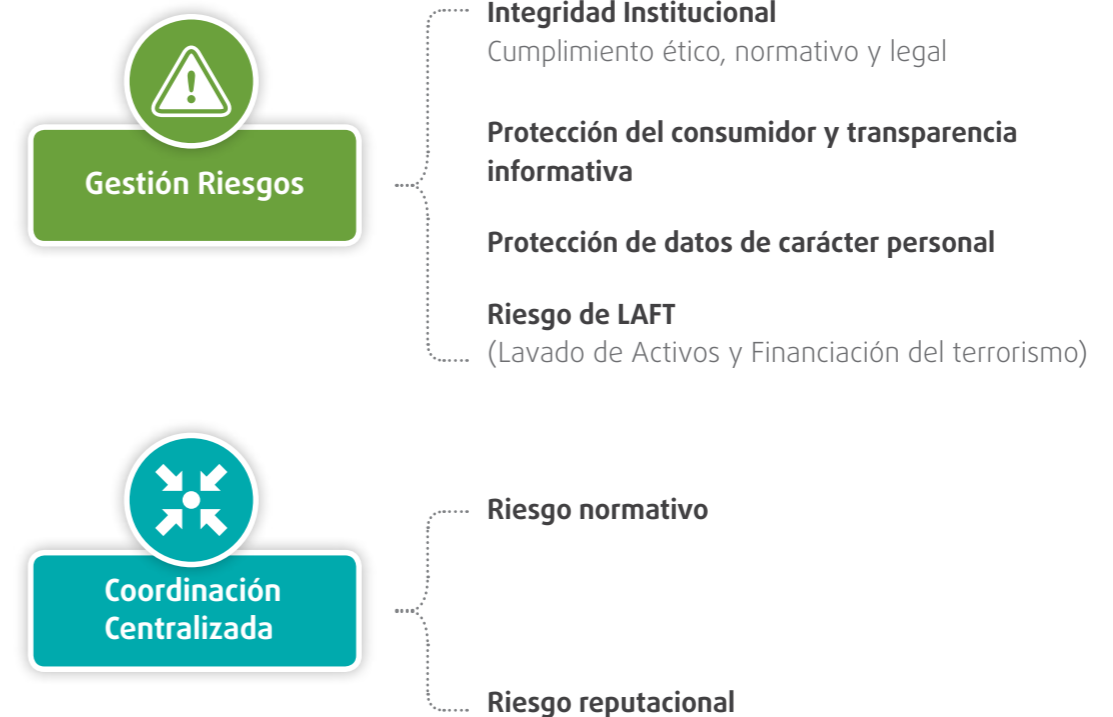 Gestión Riesgos
Integridad Institucional
Cumplimiento ético, normativo y legal
Protección del consumidor y transparencia
informativa
Protección de datos de carácter personal
Riesgo de LAFT
(Lavado de Activos y Financiación del terrorismo)
Coordinación
Centralizada
Riesgo normativo
Riesgo reputacional